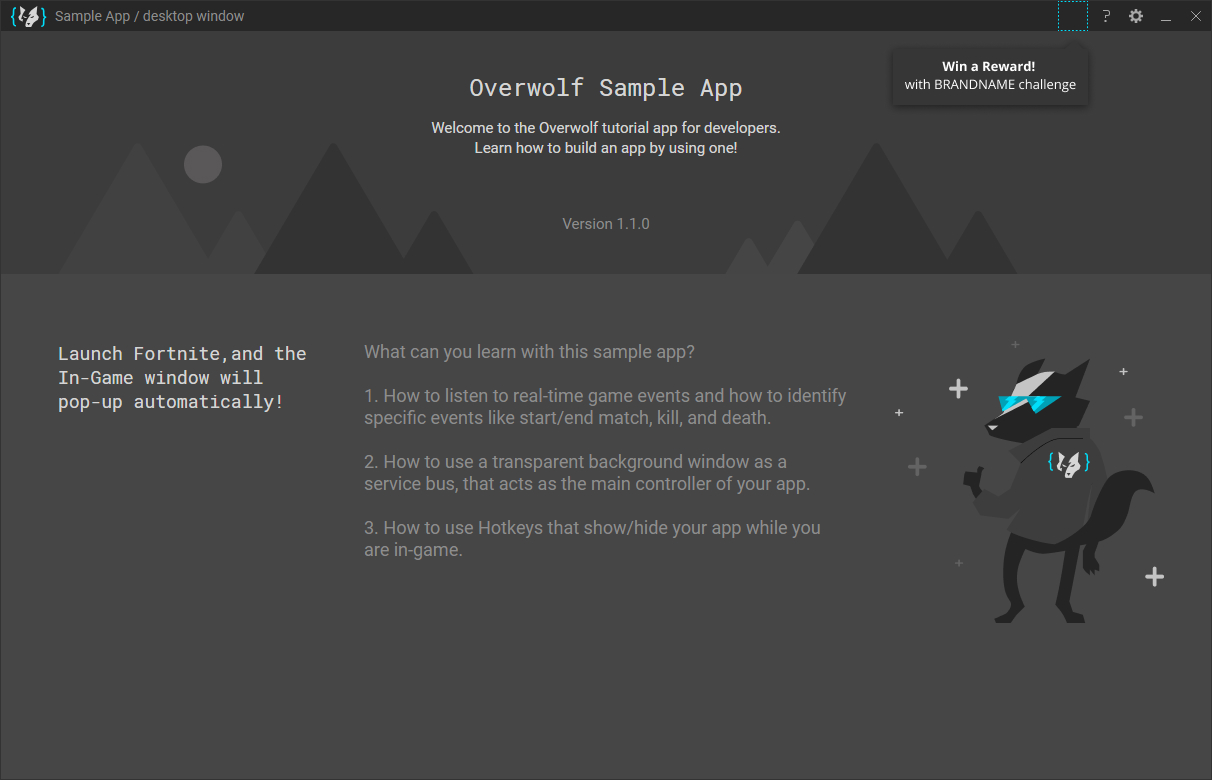 Sample App / desktop window
?
Win a Reward!
with BRANDNAME challenge
Overwolf Sample App
Welcome to the Overwolf tutorial app for developers.
Learn how to build an app by using one!
Version 1.1.0
Launch Fortnite,and the
In-Game window will
pop-up automatically!
What can you learn with this sample app?
1. How to listen to real-time game events and how to identify
specific events like start/end match, kill, and death.
2. How to use a transparent background window as a
service bus, that acts as the main controller of your app.
3. How to use Hotkeys that show/hide your app while you
are in-game.